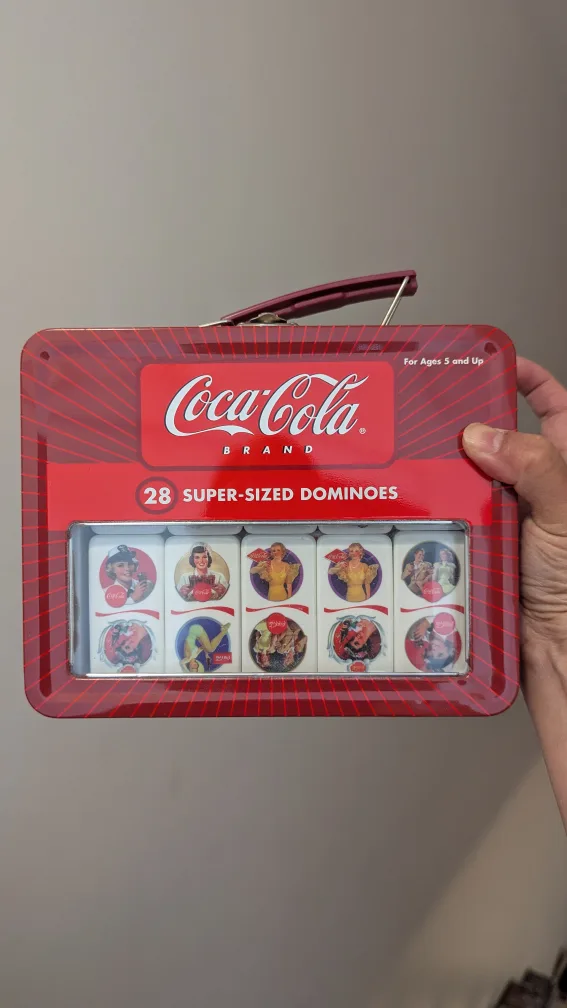 For Ages 5 and Up
Coca-Cola®
BRAND
28 SUPER-SIZED DOMINOES